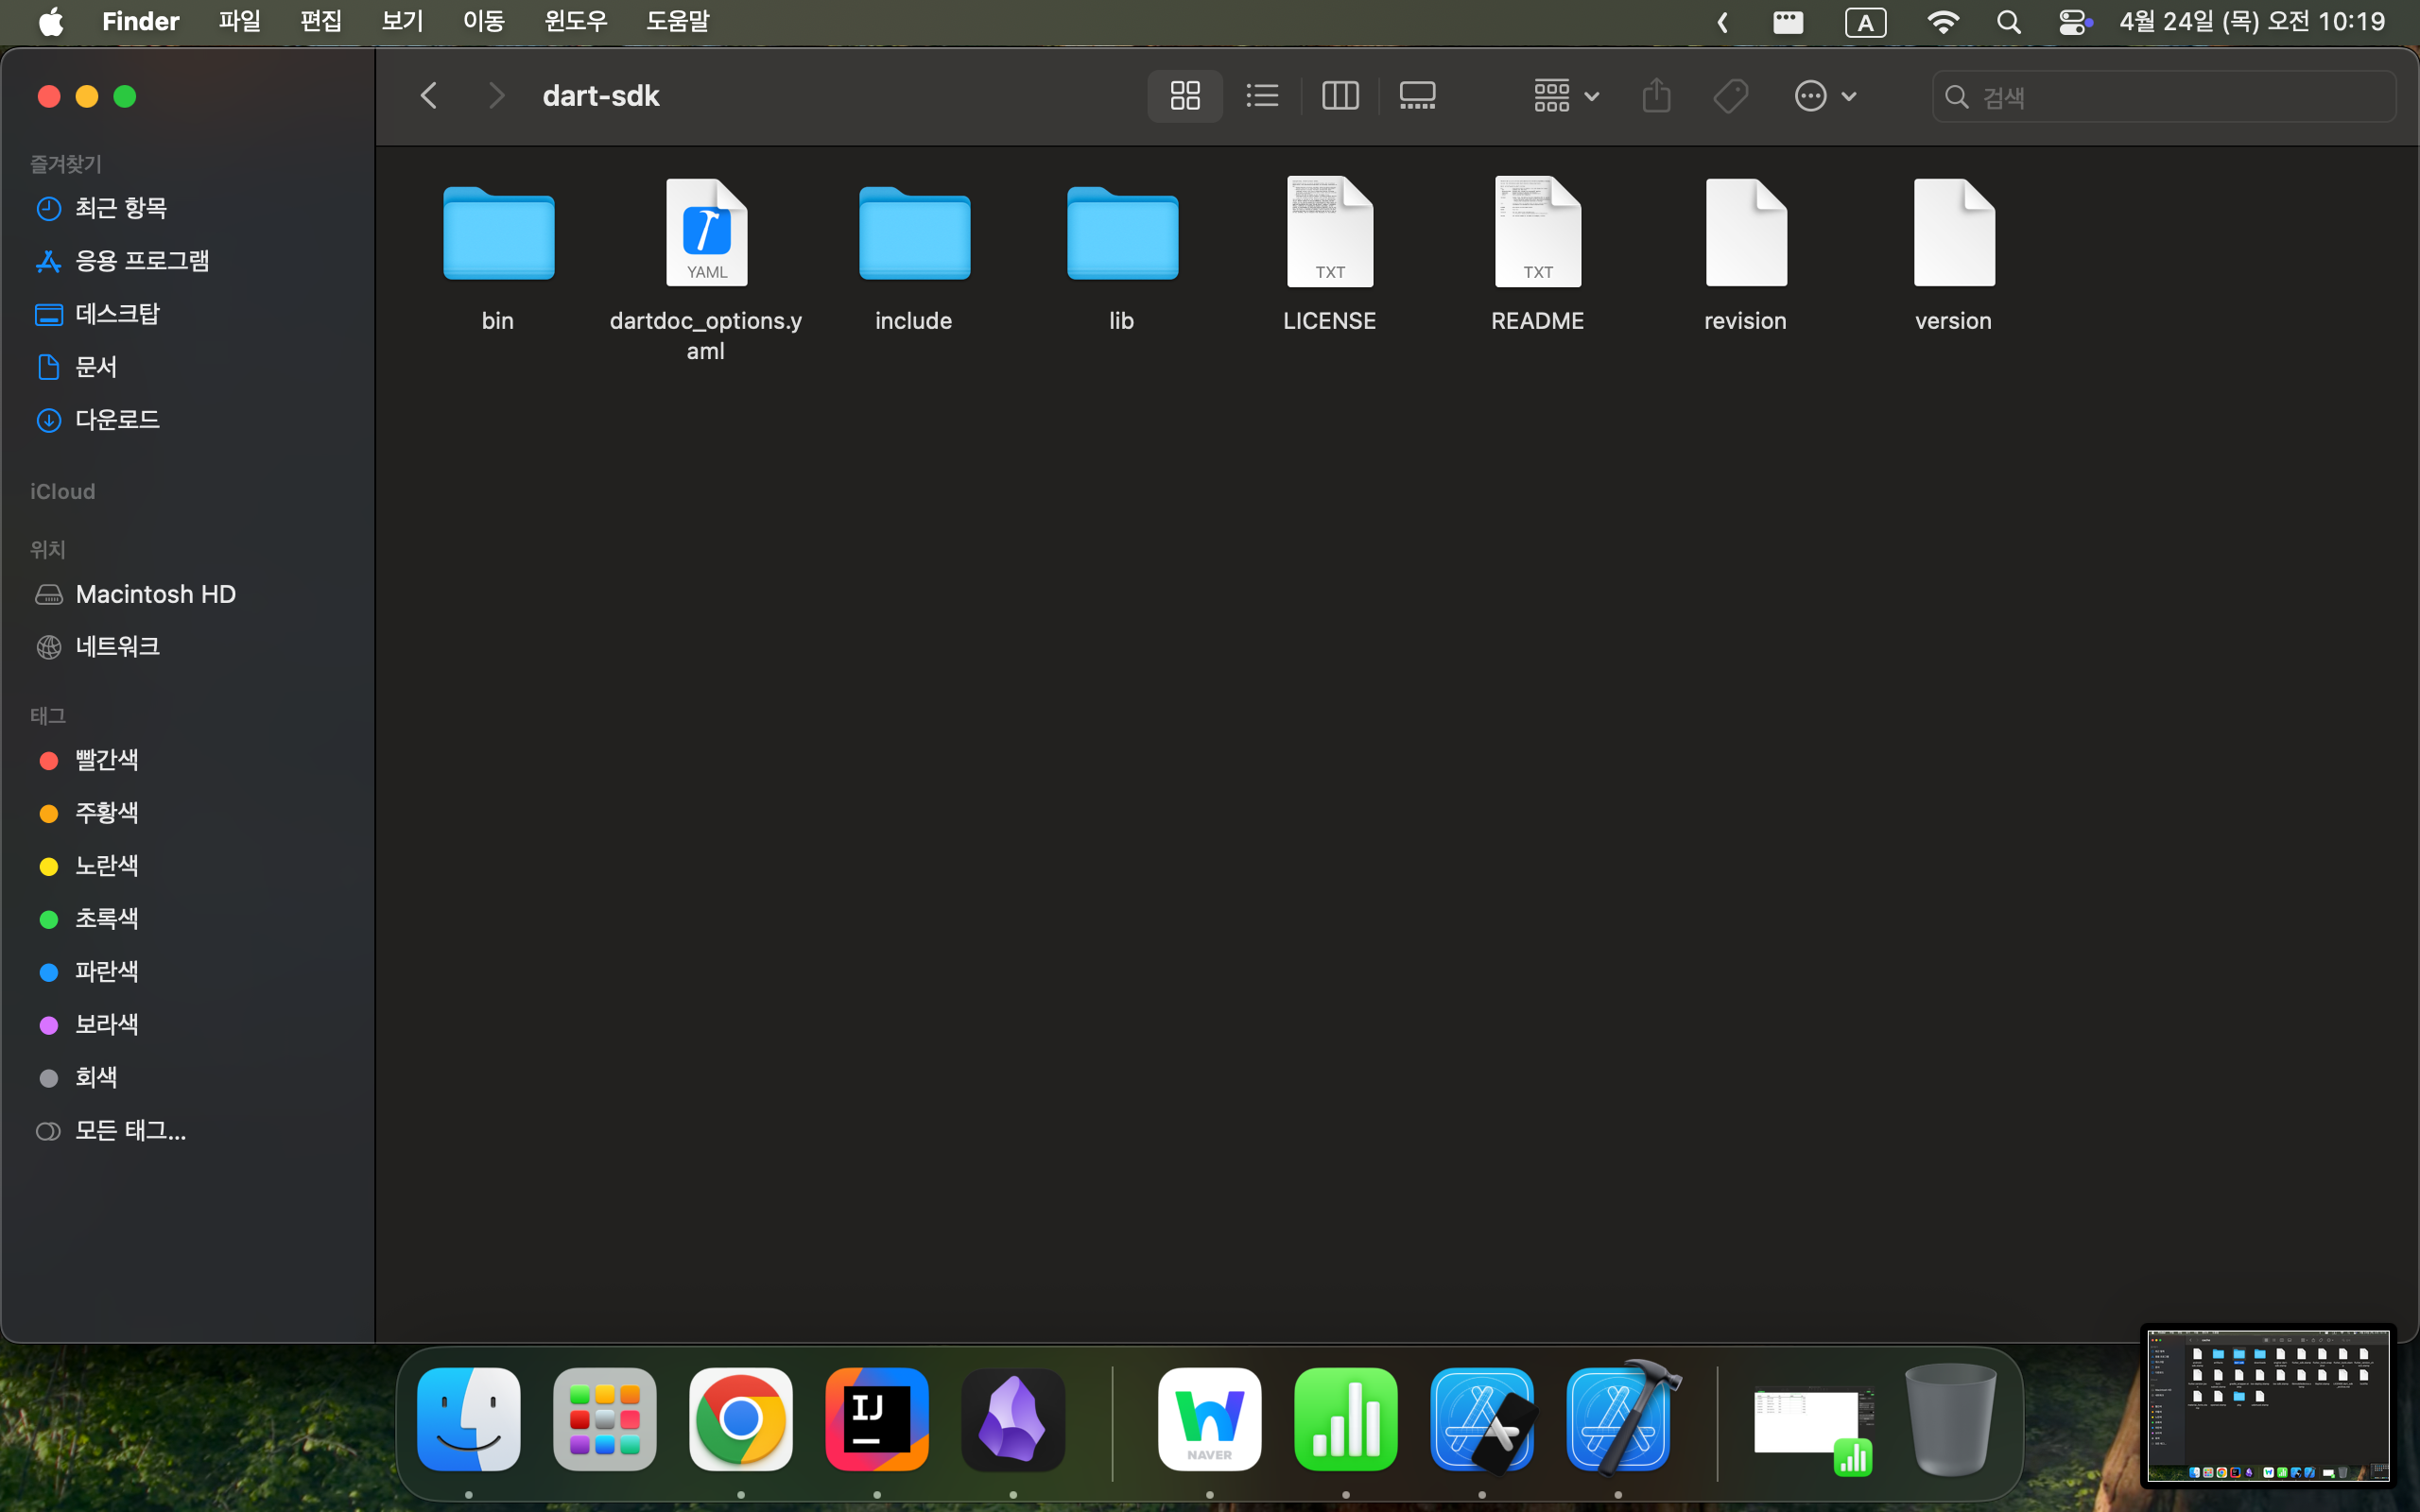 Finder 파일 편집 보기 이동 윈도우 도움말 A 4월 24일 (목) 오전 10:19
dart-sdk
검색
즐겨찾기
최근 항목
응용 프로그램
데스크탑
문서
다운로드
iCloud
위치
Macintosh HD
네트워크
태그
빨간색
주황색
노란색
초록색
파란색
보라색
회색
모든 태그...
YAML TXT TXT
bin dartdoc_options.y include lib LICENSE README revision version
aml
IJ
NAVER